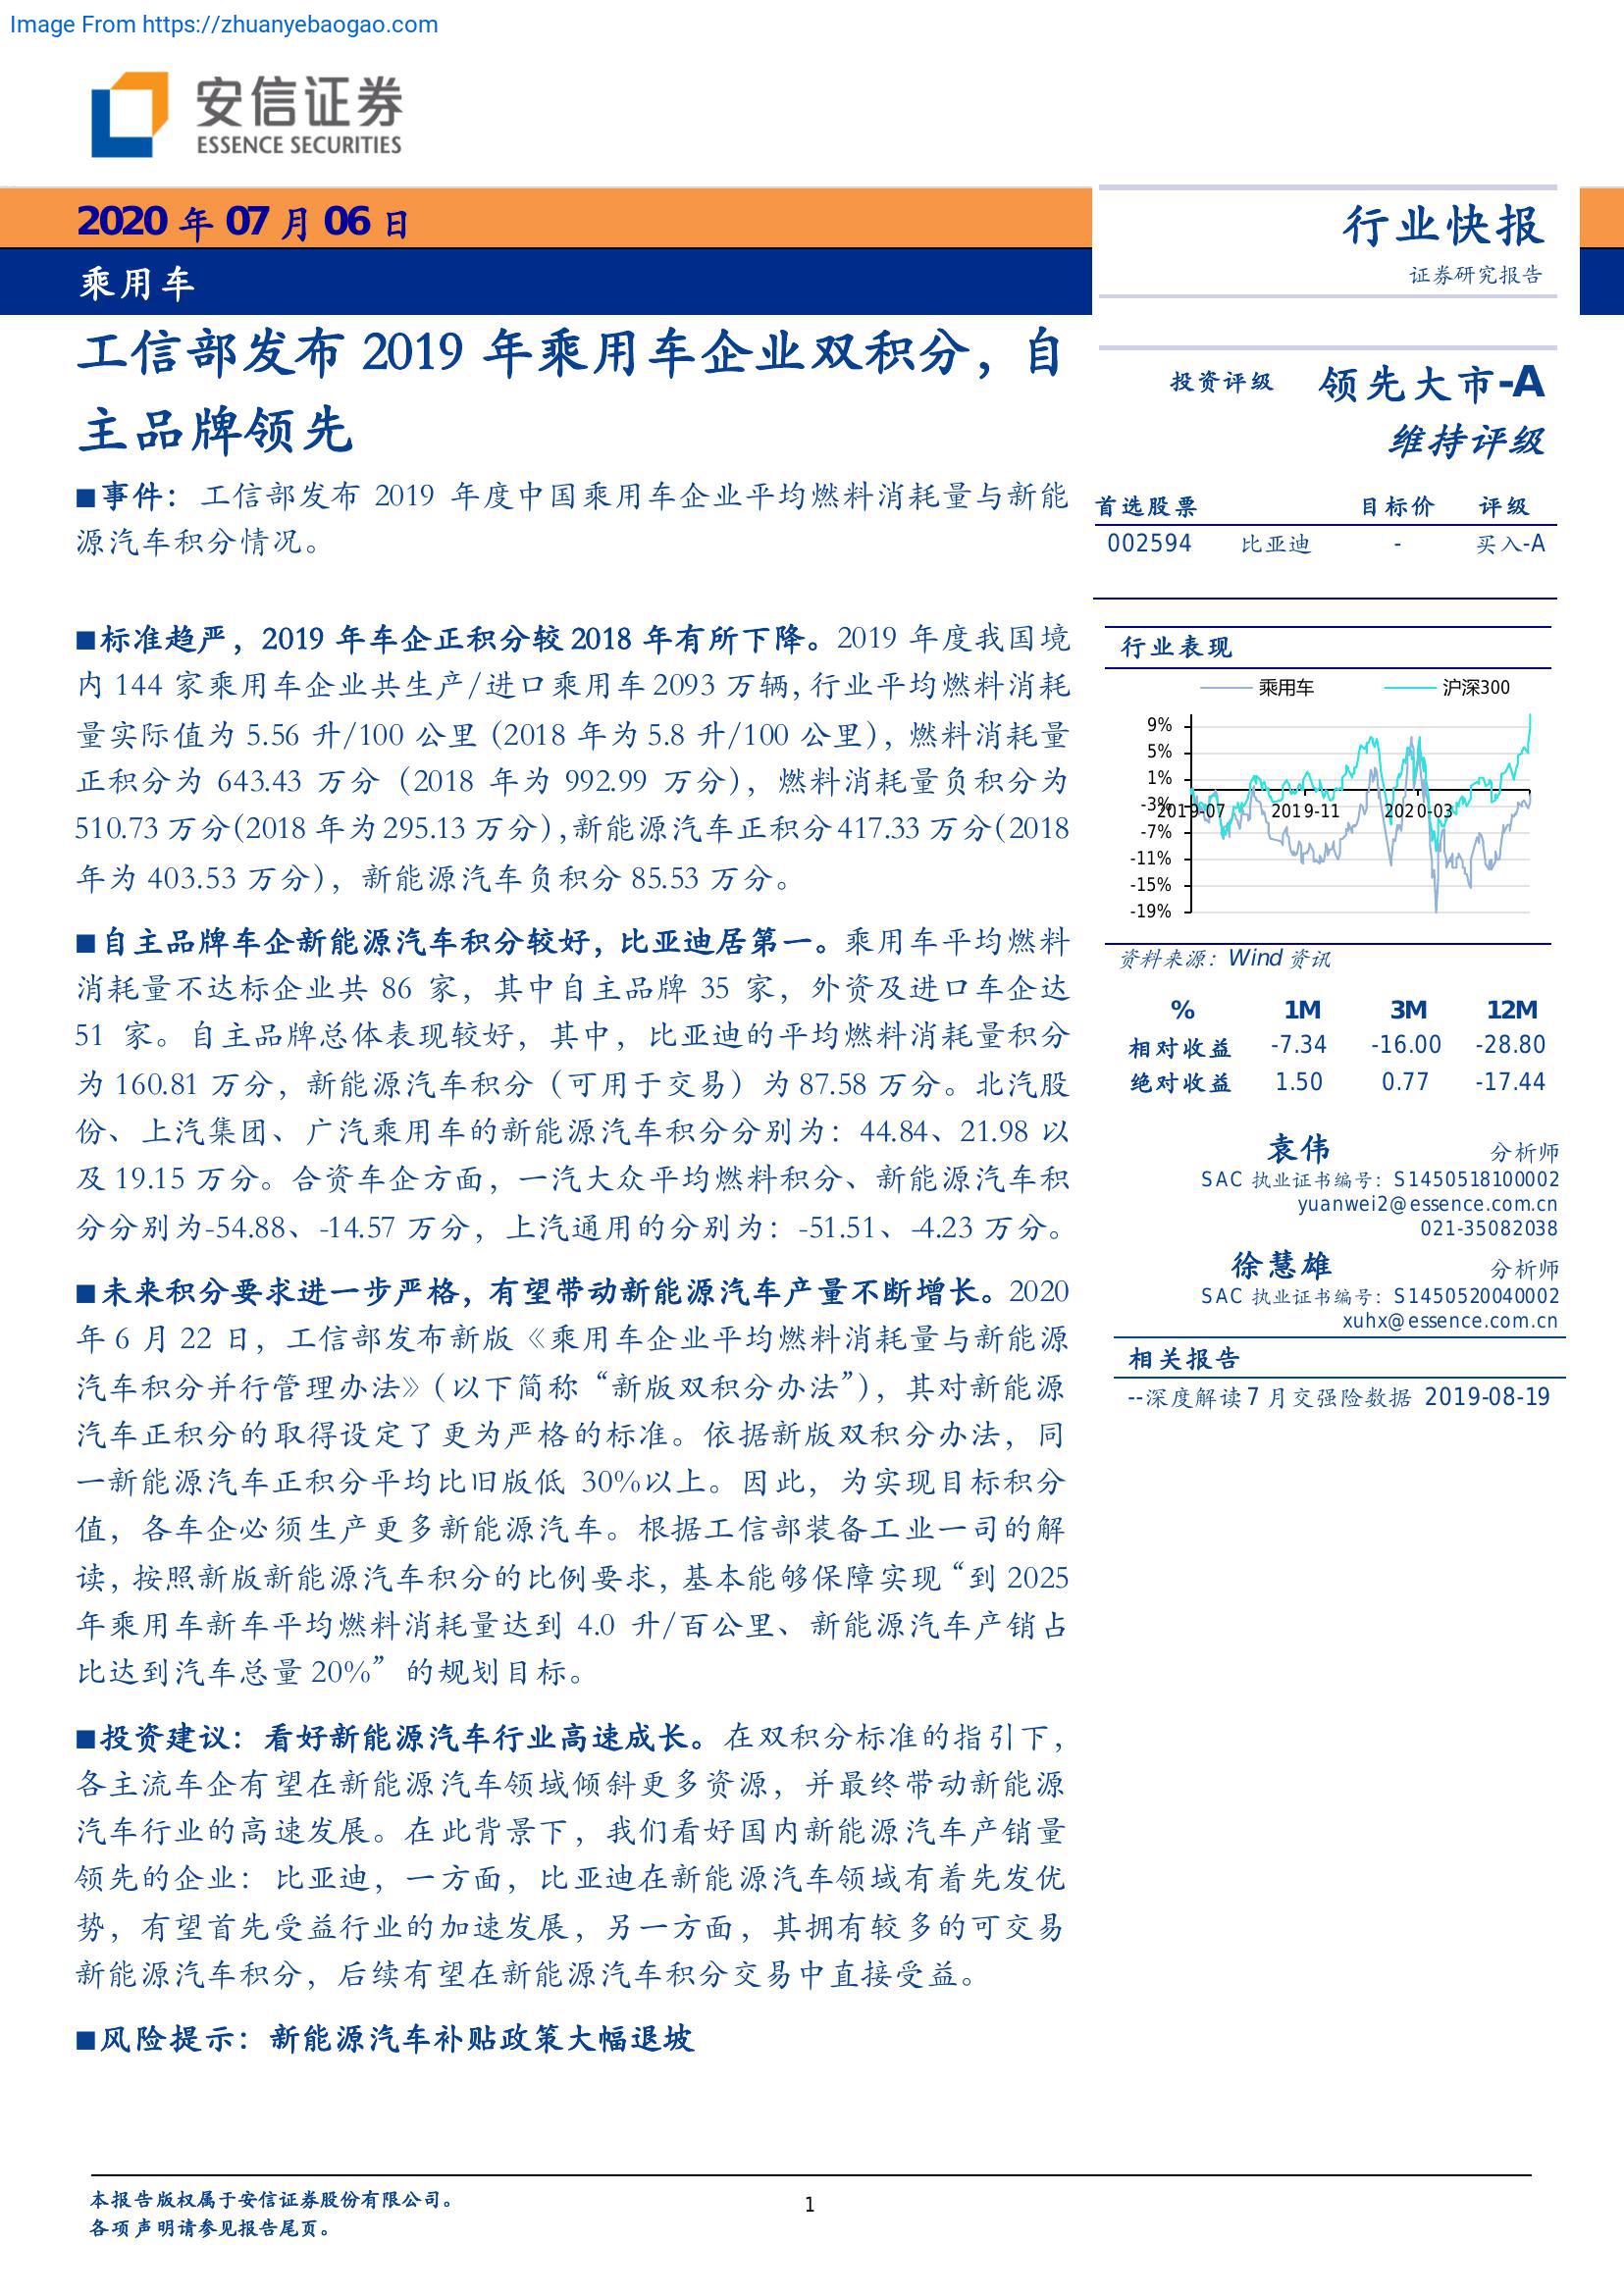 Image From https://zhuanyebaogao.com
安信证券
ESSENCE SECURITIES
2020 年 07 月 06 日
乘用车
行业快报
证券研究报告
工信部发布 2019 年乘用车企业双积分，自
主品牌领先
■事件：工信部发布 2019 年度中国乘用车企业平均燃料消耗量与新能
源汽车积分情况。
■标准趋严，2019 年车企正积分较 2018 年有所下降。2019 年度我国境
内 144 家乘用车企业共生产/进口乘用车 2093 万辆，行业平均燃料消耗
量实际值为 5.56 升/100 公里（2018 年为 5.8 升/100 公里），燃料消耗量
正积分为 643.43 万分（2018 年为 992.99 万分），燃料消耗量负积分为
510.73 万分（2018 年为 295.13 万分），新能源汽车正积分 417.33 万分（2018
年为 403.53 万分），新能源汽车负积分 85.53 万分。
■自主品牌车企新能源汽车积分较好，比亚迪居第一。乘用车平均燃料
消耗量不达标企业共 86 家，其中自主品牌 35 家，外资及进口车企达
51 家。自主品牌总体表现较好，其中，比亚迪的平均燃料消耗量积分
为 160.81 万分，新能源汽车积分（可用于交易）为 87.58 万分。北汽股
份、上汽集团、广汽乘用车的新能源汽车积分分别为：44.84、21.98 以
及 19.15 万分。合资车企方面，一汽大众平均燃料积分、新能源汽车积
分分别为-54.88、-14.57 万分，上汽通用的分别为：-51.51、-4.23 万分。
■未来积分要求进一步严格，有望带动新能源汽车产量不断增长。2020
年 6 月 22 日，工信部发布新版《乘用车企业平均燃料消耗量与新能源
汽车积分并行管理办法》（以下简称“新版双积分办法”），其对新能源
汽车正积分的取得设定了更为严格的标准。依据新版双积分办法，同
一新能源汽车正积分平均比旧版低 30%以上。因此，为实现目标积分
值，各车企必须生产更多新能源汽车。根据工信部装备工业一司的解
读，按照新版新能源汽车积分的比例要求，基本能够保障实现“到 2025
年乘用车新车平均燃料消耗量达到 4.0 升/百公里、新能源汽车产销占
比达到汽车总量 20%”的规划目标。
■投资建议：看好新能源汽车行业高速成长。在双积分标准的指引下，
各主流车企有望在新能源汽车领域倾斜更多资源，并最终带动新能源
汽车行业的高速发展。在此背景下，我们看好国内新能源汽车产销量
领先的企业：比亚迪，一方面，比亚迪在新能源汽车领域有着先发优
势，有望首先受益行业的加速发展，另一方面，其拥有较多的可交易
新能源汽车积分，后续有望在新能源汽车积分交易中直接受益。
■风险提示：新能源汽车补贴政策大幅退坡
投资评级 领先大市-A
维持评级
首选股票 目标价 评级
002594 比亚迪 - 买入-A
行业表现
乘用车 沪深300
9%
5%
1%
-3%
2019-07 2019-11 2020-03
-7%
-11%
-15%
-19%
资料来源：Wind 资讯
% 1M 3M 12M
相对收益 -7.34 -16.00 -28.80
绝对收益 1.50 0.77 -17.44
袁伟 分析师
SAC 执业证书编号：S1450518100002
yuanwei2@essence.com.cn
021-35082038
徐慧雄 分析师
SAC 执业证书编号：S1450520040002
xuhx@essence.com.cn
相关报告
--深度解读 7 月交强险数据 2019-08-19
本报告版权属于安信证券股份有限公司。
各项声明请参见报告尾页。
1